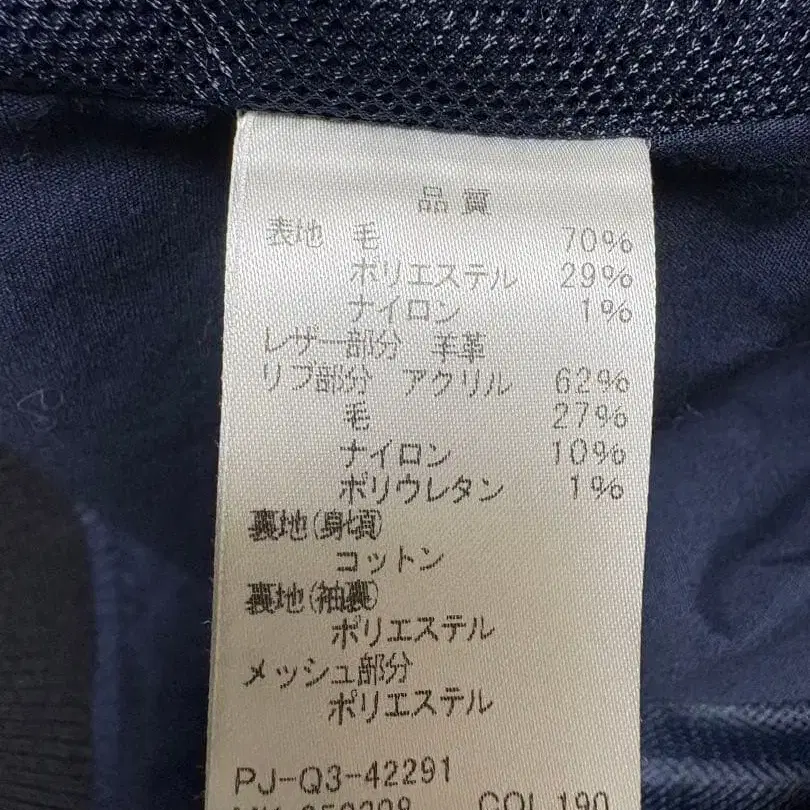 品質
表地 毛 70%
ポリエステル 29%
ナイロン 1%
レザー部分 羊革
リブ部分 アクリル 62%
毛 27%
ナイロン 10%
ポリウレタン 1%
裏地(身頃)
コットン
裏地(袖裏)
ポリエステル
メッシュ部分
ポリエステル
PJ-Q3-42291
COL 190